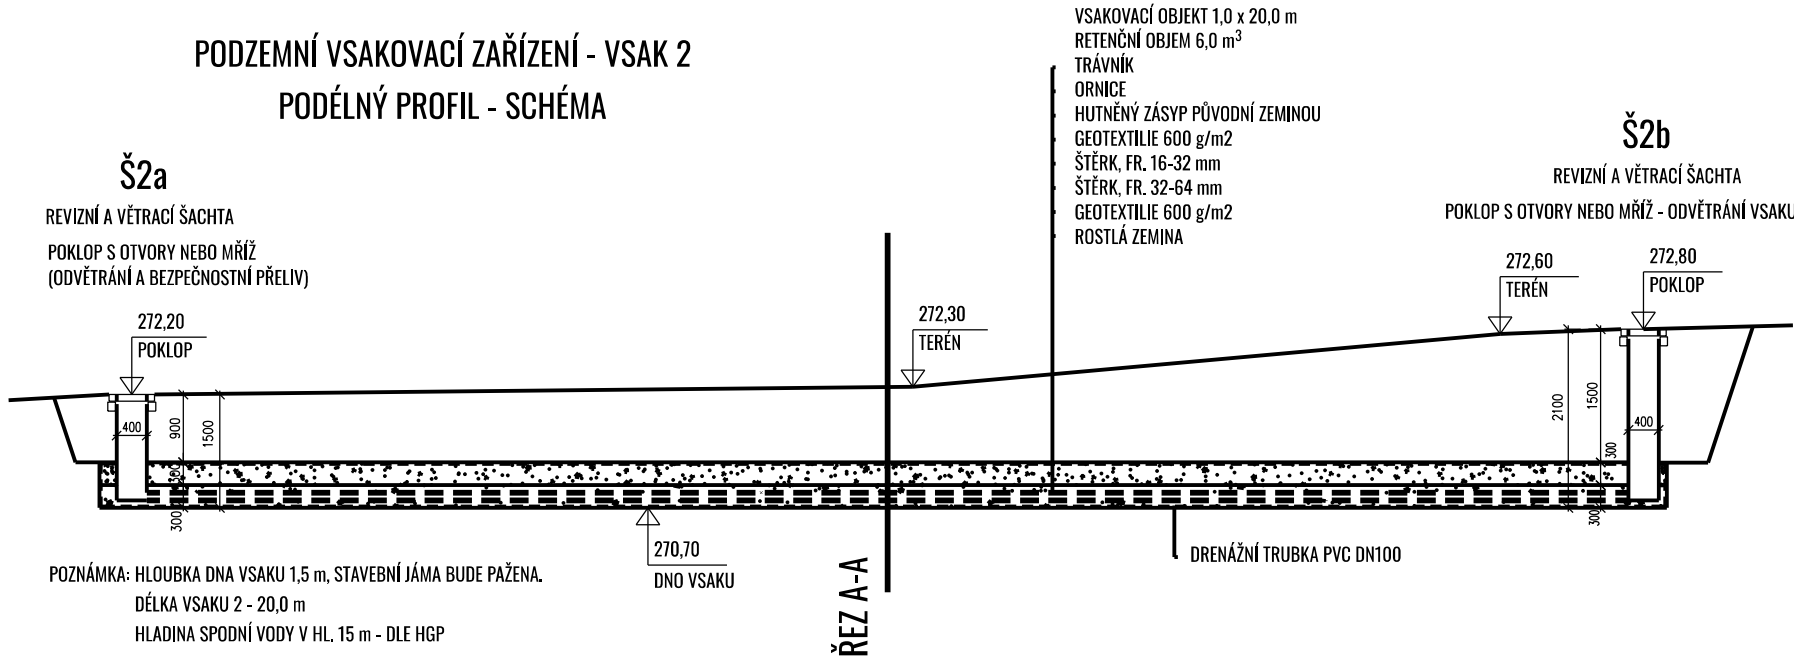 PODZEMNÍ VSAKOVACÍ ZAŘÍZENÍ - VSAK 2
PODÉLNÝ PROFIL - SCHÉMA
VSAKOVACÍ OBJEKT 1,0 x 20,0 m
RETENČNÍ OBJEM 6,0 m³
TRÁVNÍK
ORNICE
HUTNĚNÝ ZÁSYP PŮVODNÍ ZEMINOU
GEOTEXTILIE 600 g/m2
ŠTĚRK, FR. 16-32 mm
ŠTĚRK, FR. 32-64 mm
GEOTEXTILIE 600 g/m2
ROSTLÁ ZEMINA
Š2a
REVIZNÍ A VĚTRACÍ ŠACHTA
POKLOP S OTVORY NEBO MŘÍŽ
(ODVĚTRÁNÍ A BEZPEČNOSTNÍ PŘELIV)
Š2b
REVIZNÍ A VĚTRACÍ ŠACHTA
POKLOP S OTVORY NEBO MŘÍŽ - ODVĚTRÁNÍ VSAKU
272,20
POKLOP
272,30
TERÉN
272,60
TERÉN
272,80
POKLOP
400
900
1500
300
300
2100
1500
400
300
300
270,70
DNO VSAKU
DRENÁŽNÍ TRUBKA PVC DN100
ŘEZ A-A
POZNÁMKA: HLOUBKA DNA VSAKU 1,5 m, STAVEBNÍ JÁMA BUDE PAŽENA.
DÉLKA VSAKU 2 - 20,0 m
HLADINA SPODNÍ VODY V HL. 15 m - DLE HGP